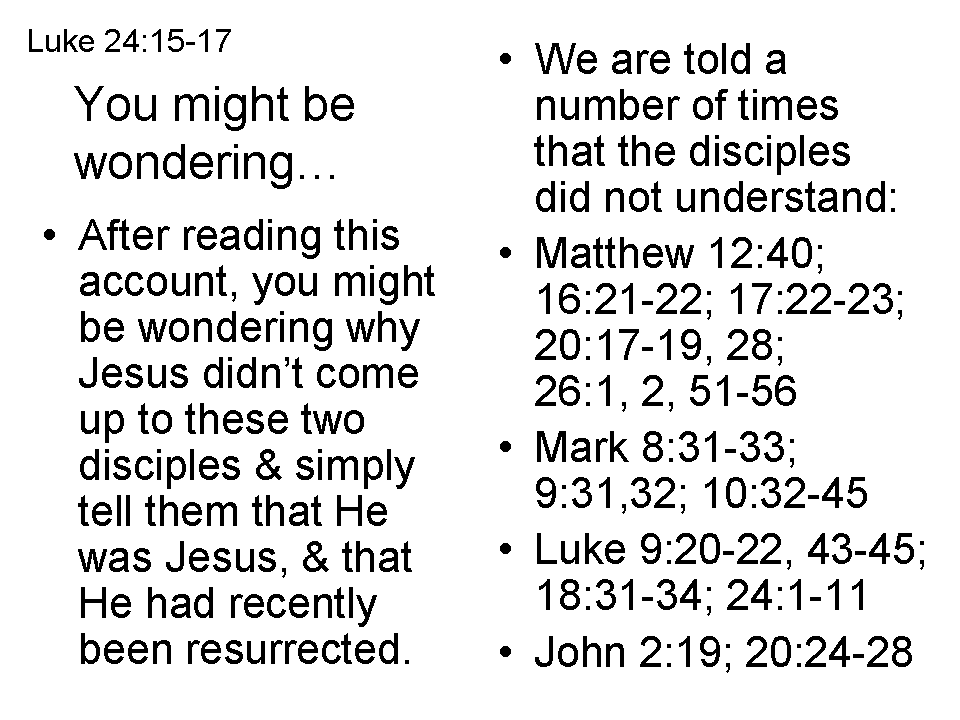 Luke 24:15-17
You might be
wondering…
• After reading this
account, you might
be wondering why
Jesus didn’t come
up to these two
disciples & simply
tell them that He
was Jesus, & that
He had recently
been resurrected.
• We are told a
number of times
that the disciples
did not understand:
• Matthew 12:40;
16:21-22; 17:22-23;
20:17-19, 28;
26:1, 2, 51-56
• Mark 8:31-33;
9:31,32; 10:32-45
• Luke 9:20-22, 43-45;
18:31-34; 24:1-11
• John 2:19; 20:24-28